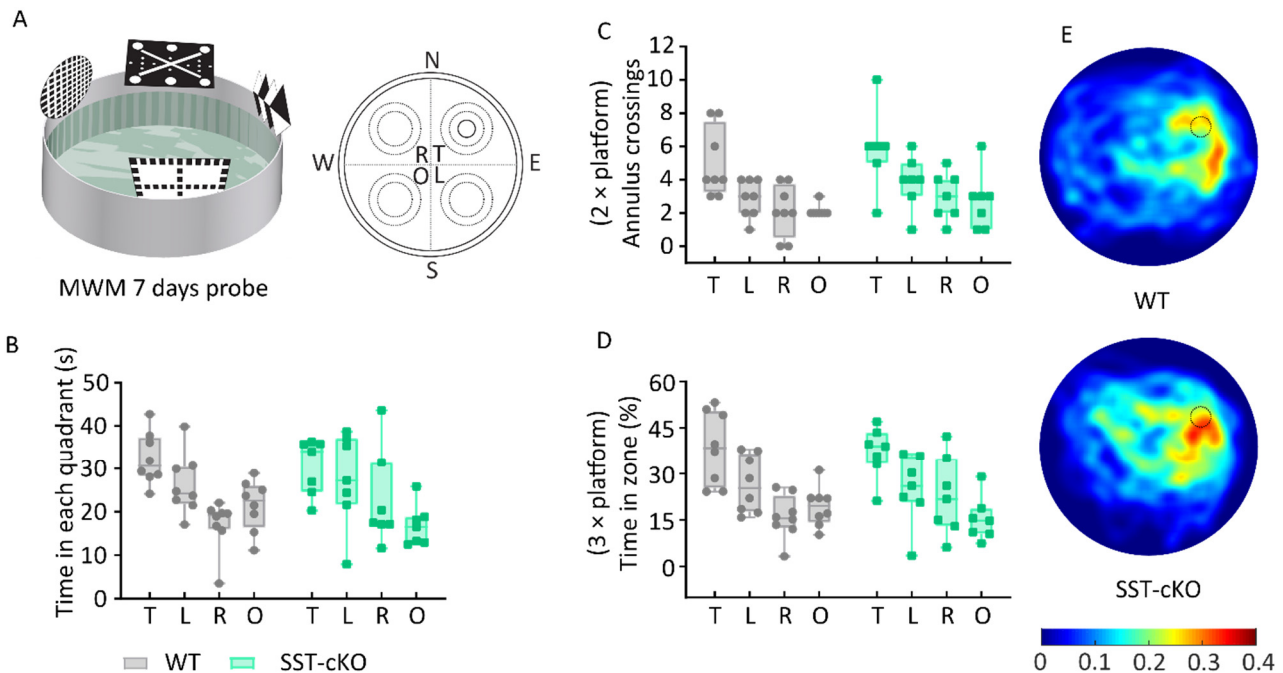 A
N
W
R T
O L
E
S
MWM 7 days probe
B
Time in each quadrant (s)
50
40
30
20
10
0
T L R O T L R O
WT SST-cKO
C
(2 × platform)
Annulus crossings
12
10
8
6
4
2
0
T L R O T L R O
D
(3 × platform)
Time in zone (%)
60
45
30
15
0
T L R O T L R O
E
WT
SST-cKO
0 0.1 0.2 0.3 0.4